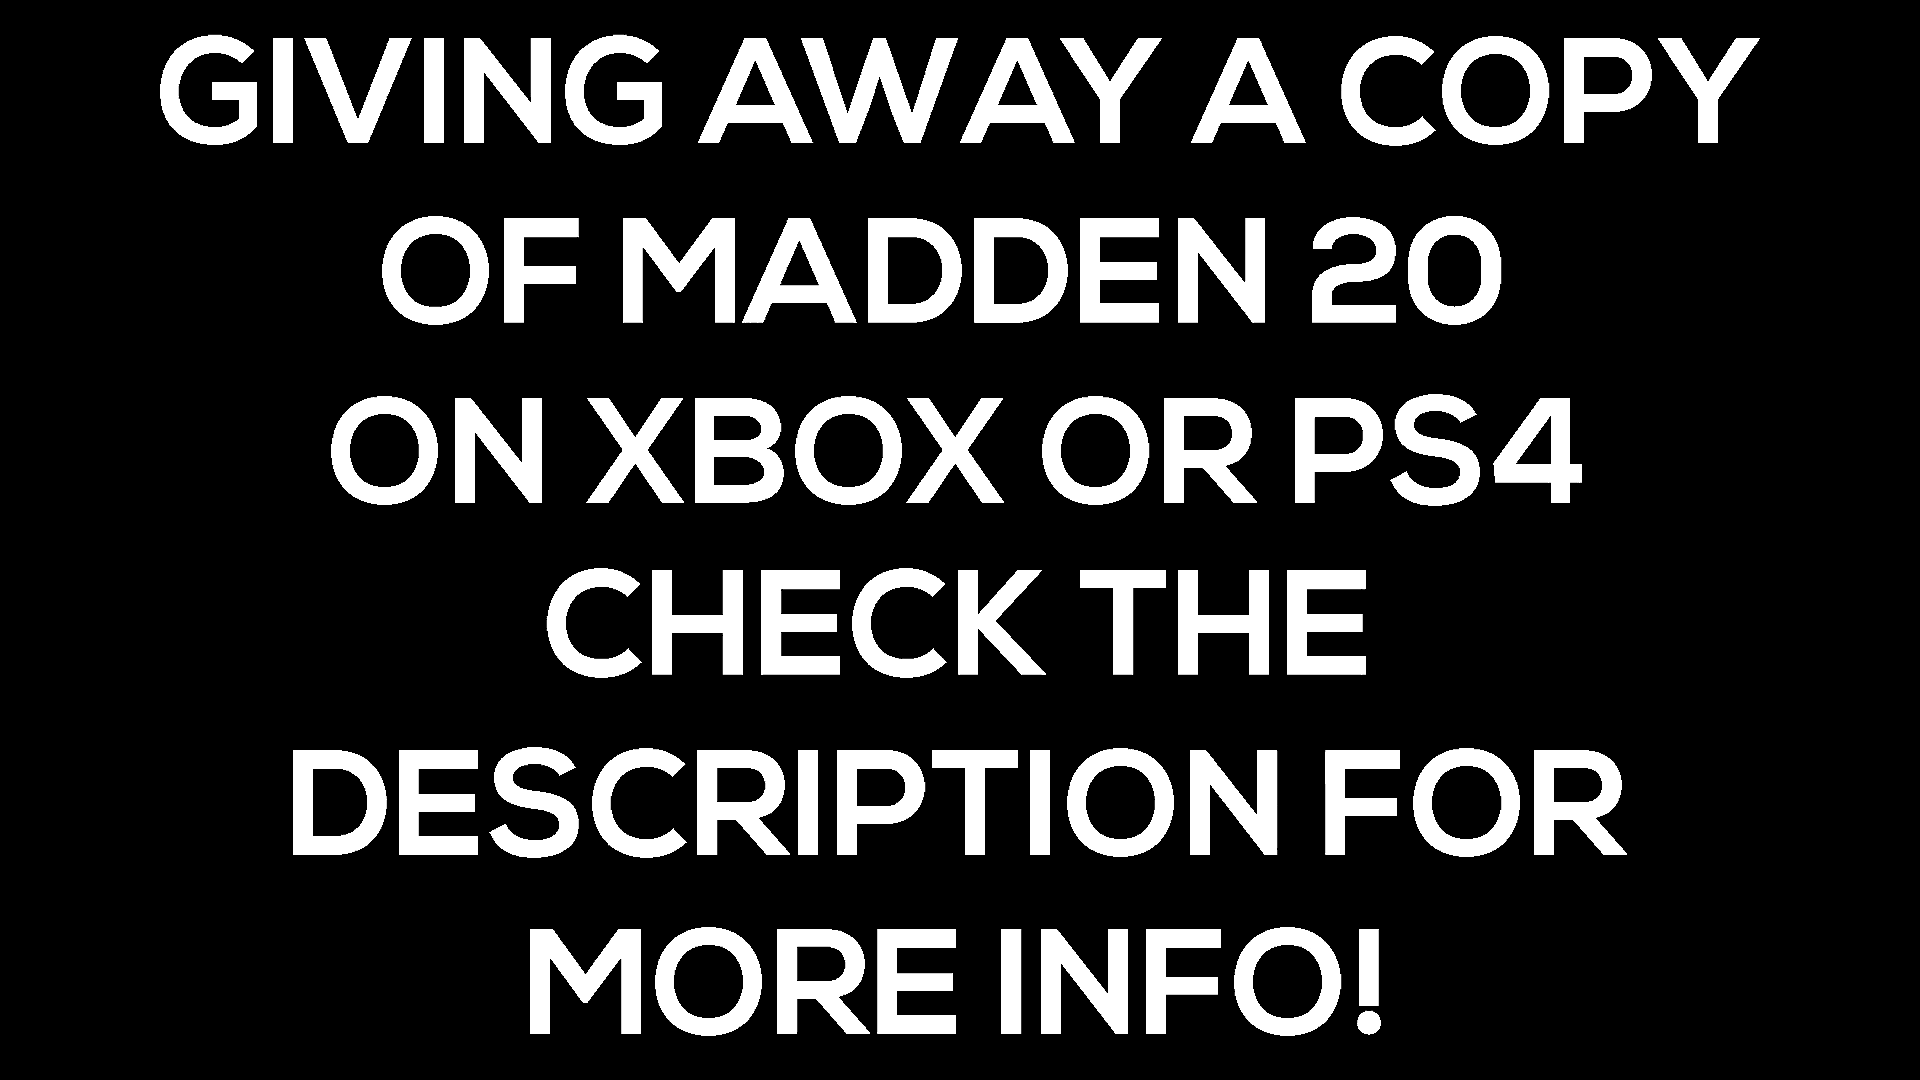 GIVING AWAY A COPY
OF MADDEN 20
ON XBOX OR PS4
CHECK THE
DESCRIPTION FOR
MORE INFO!